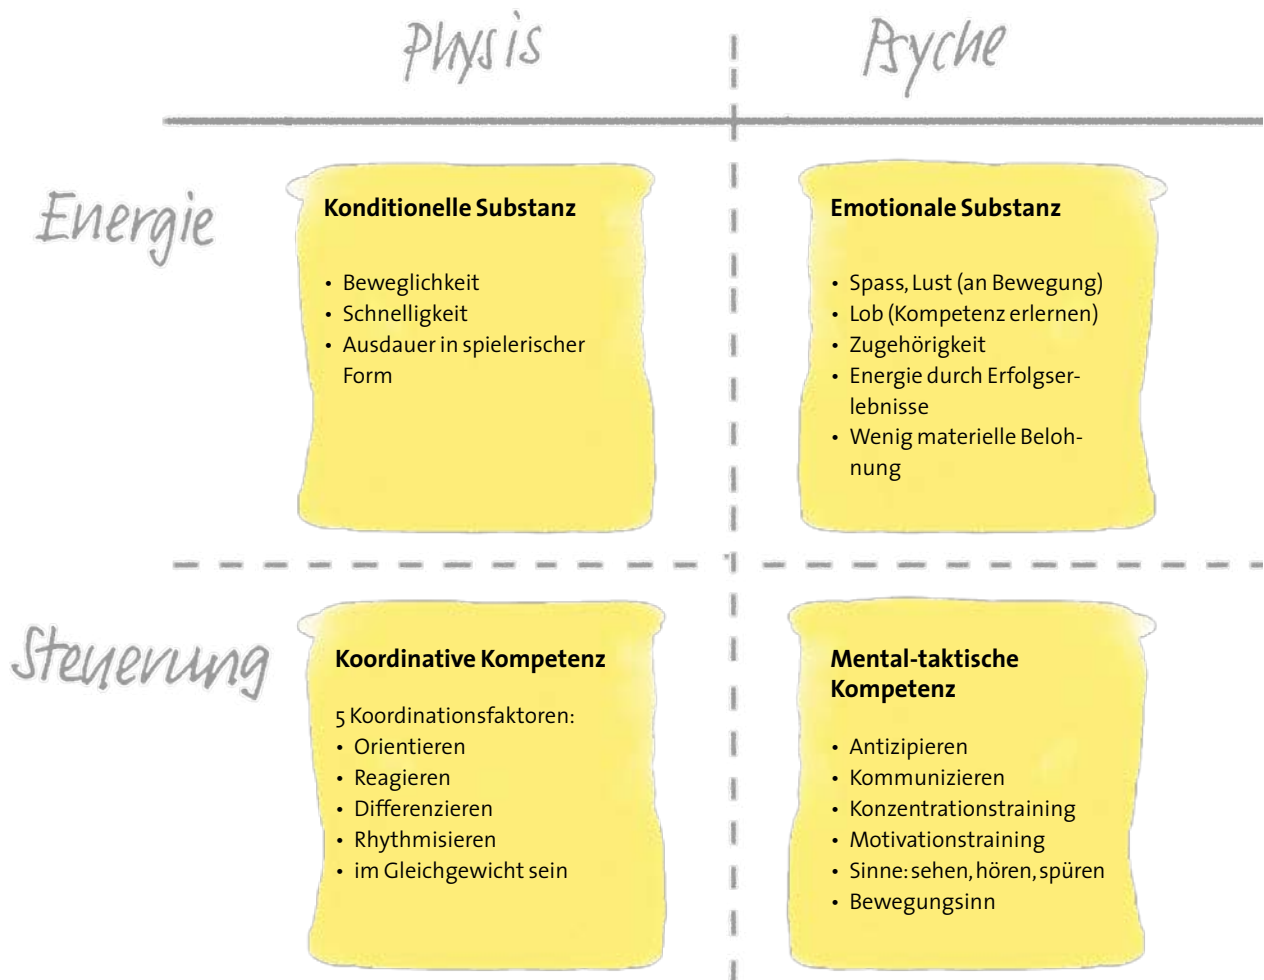 Physis
Psyche
Energie
Konditionelle Substanz
• Beweglichkeit
• Schnelligkeit
• Ausdauer in spielerischer
Form
Emotionale Substanz
• Spass, Lust (an Bewegung)
• Lob (Kompetenz erlernen)
• Zugehörigkeit
• Energie durch Erfolgser-
lebnisse
• Wenig materielle Beloh-
nung
Steuerung
Koordinative Kompetenz
5 Koordinationsfaktoren:
• Orientieren
• Reagieren
• Differenzieren
• Rhythmisieren
• im Gleichgewicht sein
Mental-taktische
Kompetenz
• Antizipieren
• Kommunizieren
• Konzentrationstraining
• Motivationstraining
• Sinne: sehen, hören, spüren
• Bewegungsinn